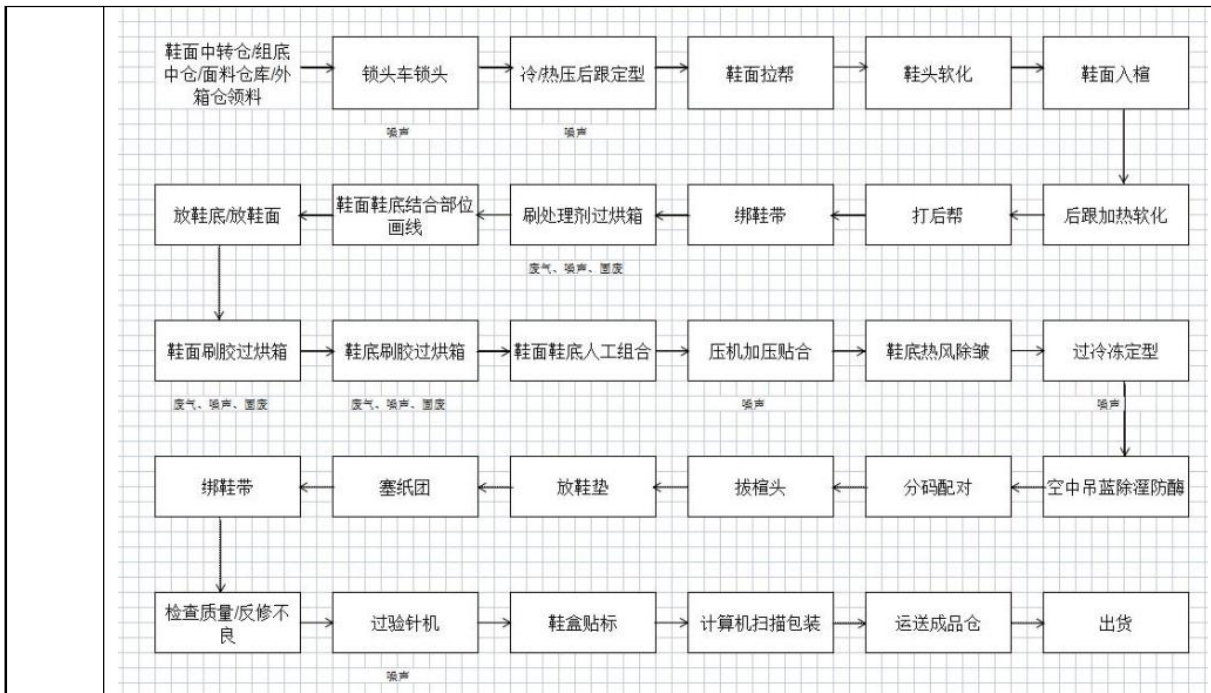 鞋面中转仓/组底
中仓/面料仓库/外
箱仓领料
锁头车锁头
冷/热压后跟定型
鞋面拉帮
鞋头软化
鞋面入楦
噪声
噪声
放鞋底/放鞋面
鞋面鞋底结合部位
画线
刷处理剂过烘箱
绑鞋带
打后帮
后跟加热软化
废气、噪声、固废
鞋面刷胶过烘箱
鞋底刷胶过烘箱
鞋面鞋底人工组合
压机加压贴合
鞋底热风除皱
过冷冻定型
废气、噪声、固废
废气、噪声、固废
噪声
噪声
绑鞋带
塞纸团
放鞋垫
拔楦头
分码配对
空中吊蓝除溼防酶
检查质量/反修不
良
过验针机
鞋盒贴标
计算机扫描包装
运送成品仓
出货
噪声